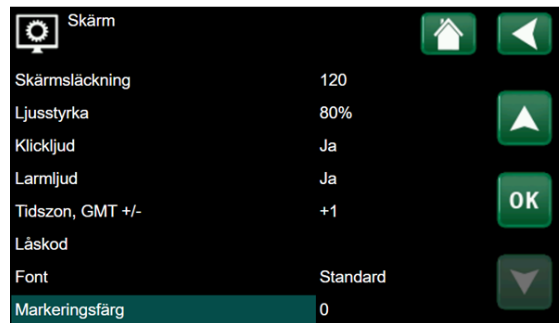 Skärm
Skärmsläckning 120
Ljusstyrka 80%
Klickljud Ja
Larmljud Ja
Tidszon, GMT +/- +1
OK
Låskod
Font Standard
Markeringsfärg 0